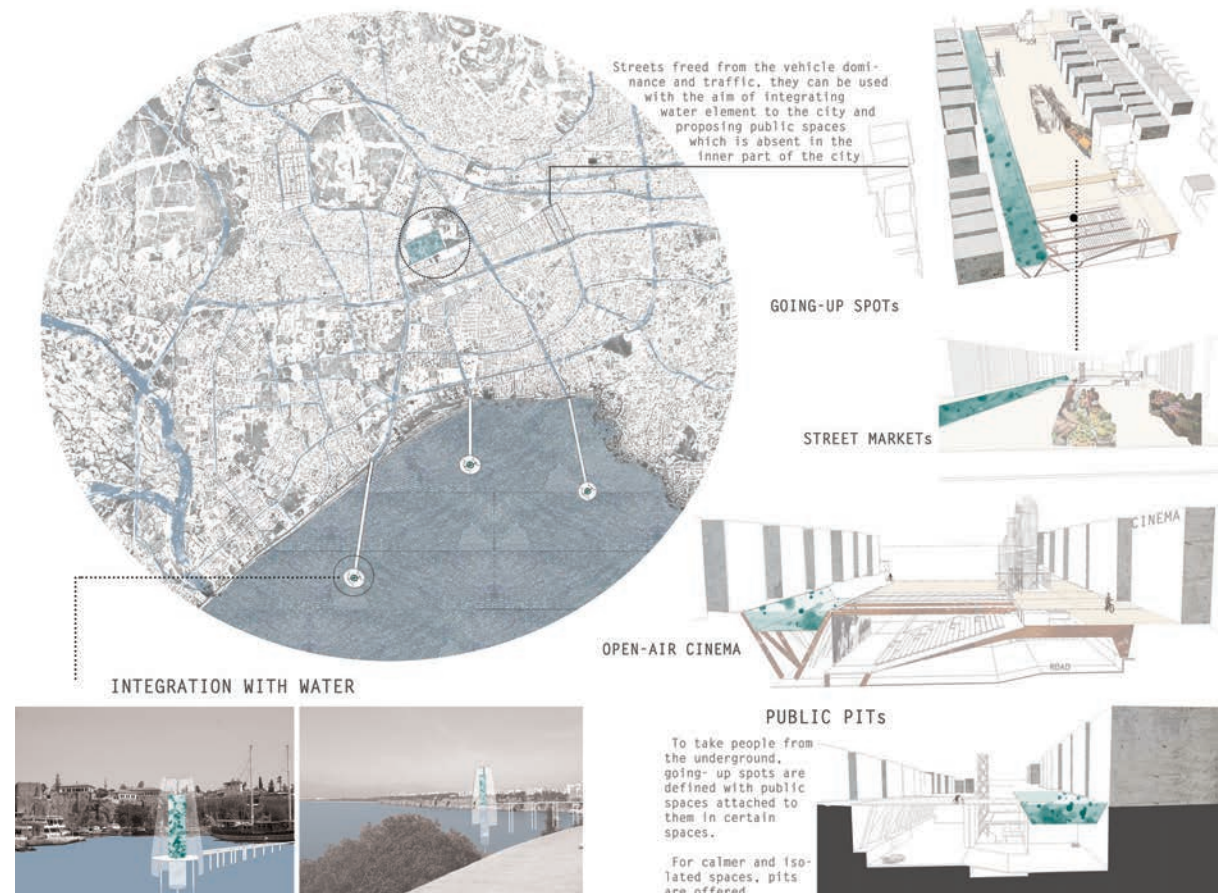 Streets freed from the vehicle domi-
nance and traffic, they can be used
with the aim of integrating
water element to the city and
proposing public spaces
which is absent in the
inner part of the city
GOING-UP SPOTs
STREET MARKETs
CINEMA
OPEN-AIR CINEMA
ROAD
INTEGRATION WITH WATER
PUBLIC PITs
To take people from
the underground,
going- up spots are
defined with public
spaces attached to
them in certain
spaces.
For calmer and iso-
lated spaces, pits
are offered